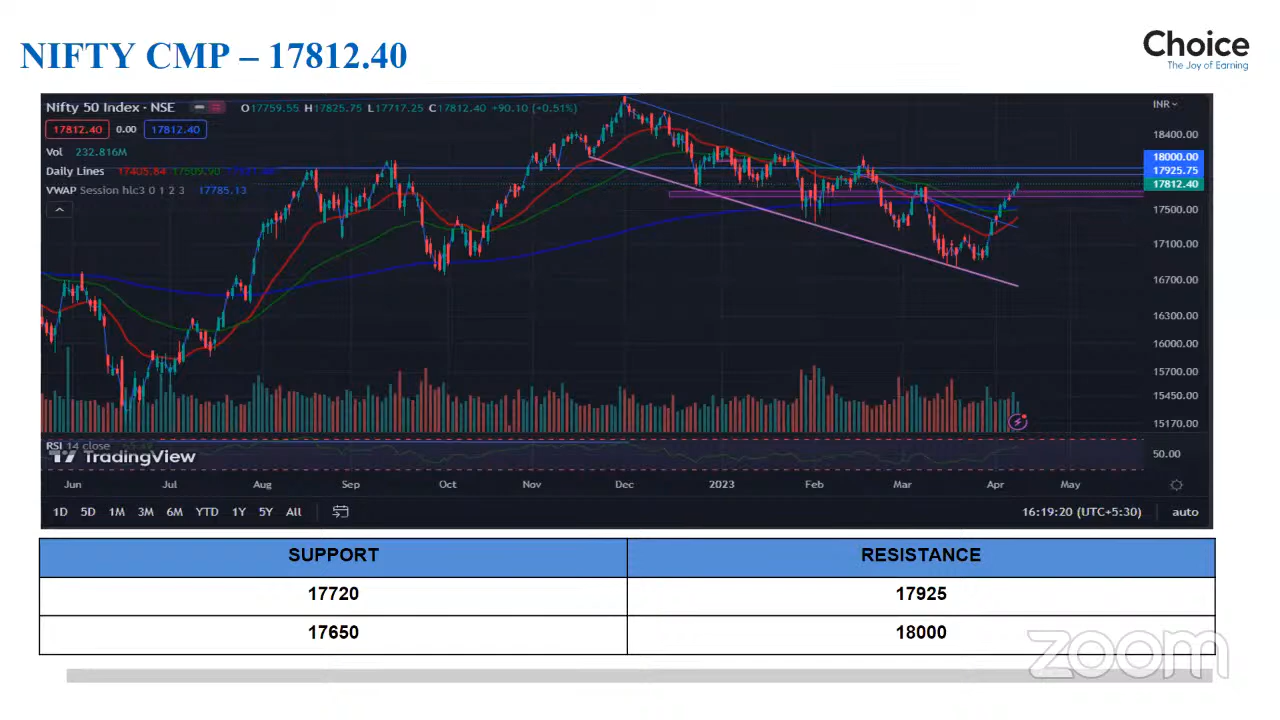 NIFTY CMP – 17812.40
Choice
The Joy of Earning
Nifty 50 Index · NSE O17759.55 H17825.75 L17717.25 C17812.40 +90.10 (+0.51%)
INR
17812.40 0.00 17812.40
Vol 232.816M
Daily Lines 17405.84 17509.90
VWAP Session hlc3 0 1 2 3 17785.13
18400.00
18000.00
17925.75
17812.40
17500.00
17100.00
16700.00
16300.00
16000.00
15700.00
15450.00
15170.00
RSI 14 close
TradingView
50.00
Jun Jul Aug Sep Oct Nov Dec 2023 Feb Mar Apr May
1D 5D 1M 3M 6M YTD 1Y 5Y All 16:19:20 (UTC+5:30) auto
SUPPORT RESISTANCE
17720 17925
17650 18000
zoom